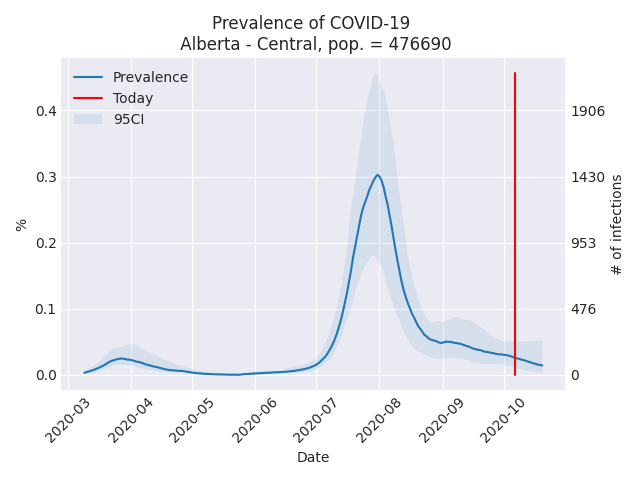 Prevalence of COVID-19
Alberta - Central, pop. = 476690
Prevalence
Today
95CI
0.4
0.3
0.2
0.1
0.0
%
1906
1430
953
476
0
# of infections
2020-03
2020-04
2020-05
2020-06
2020-07
2020-08
2020-09
2020-10
Date